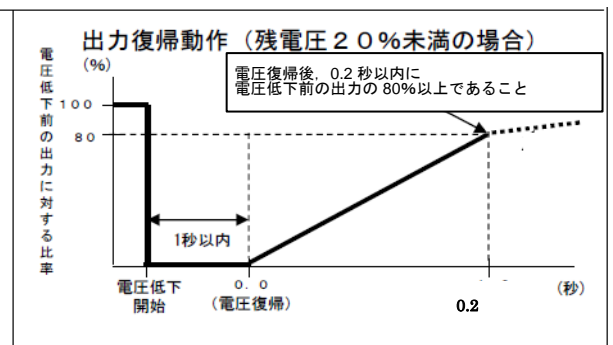 出力復帰動作（残電圧２０％未満の場合）
電圧低下前の出力に対する比率
(%)
電圧復帰後，0.2 秒以内に
電圧低下前の出力の 80%以上であること
１００
８０
1秒以内
電圧低下
開始
０．０
（電圧復帰）
0.2
(秒)